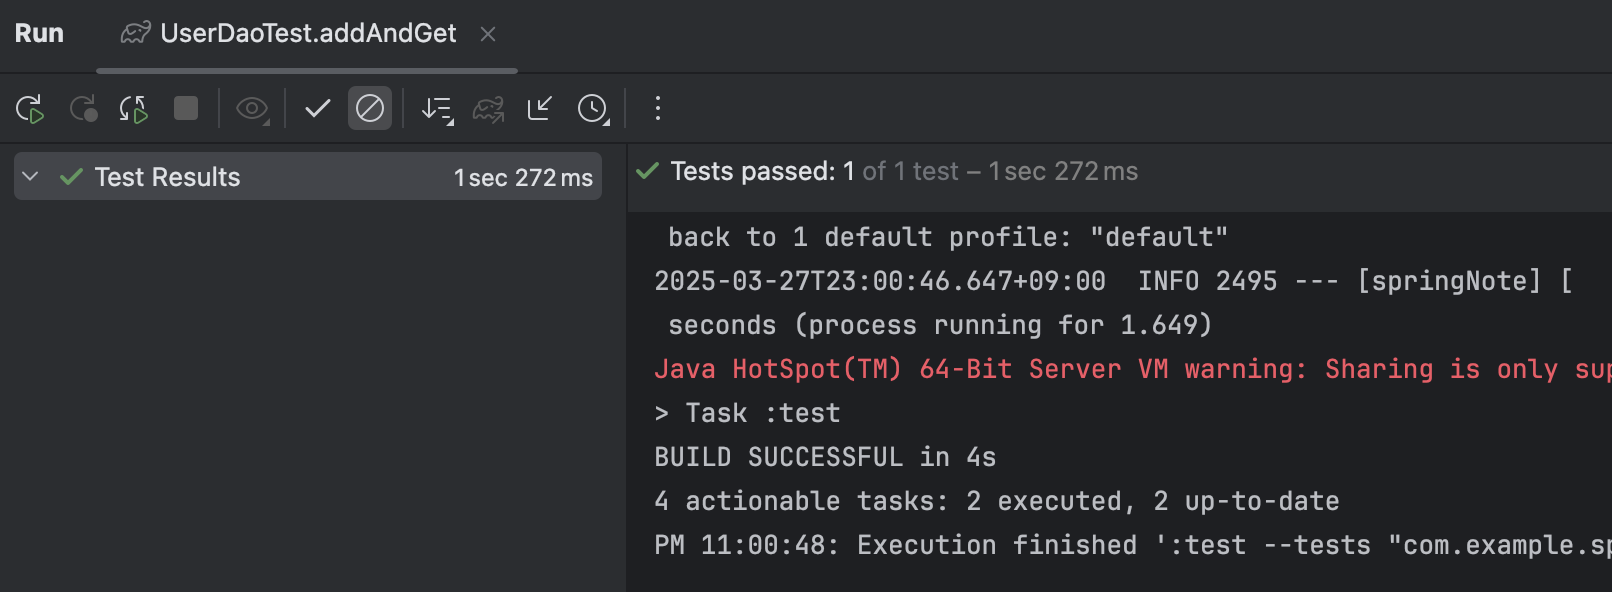 Run UserDaoTest.addAndGet
Test Results 1 sec 272 ms
Tests passed: 1 of 1 test – 1 sec 272 ms
back to 1 default profile: "default"
2025-03-27T23:00:46.647+09:00  INFO 2495 --- [springNote] [
seconds (process running for 1.649)
Java HotSpot(TM) 64-Bit Server VM warning: Sharing is only sup
> Task :test
BUILD SUCCESSFUL in 4s
4 actionable tasks: 2 executed, 2 up-to-date
PM 11:00:48: Execution finished ':test --tests "com.example.sp